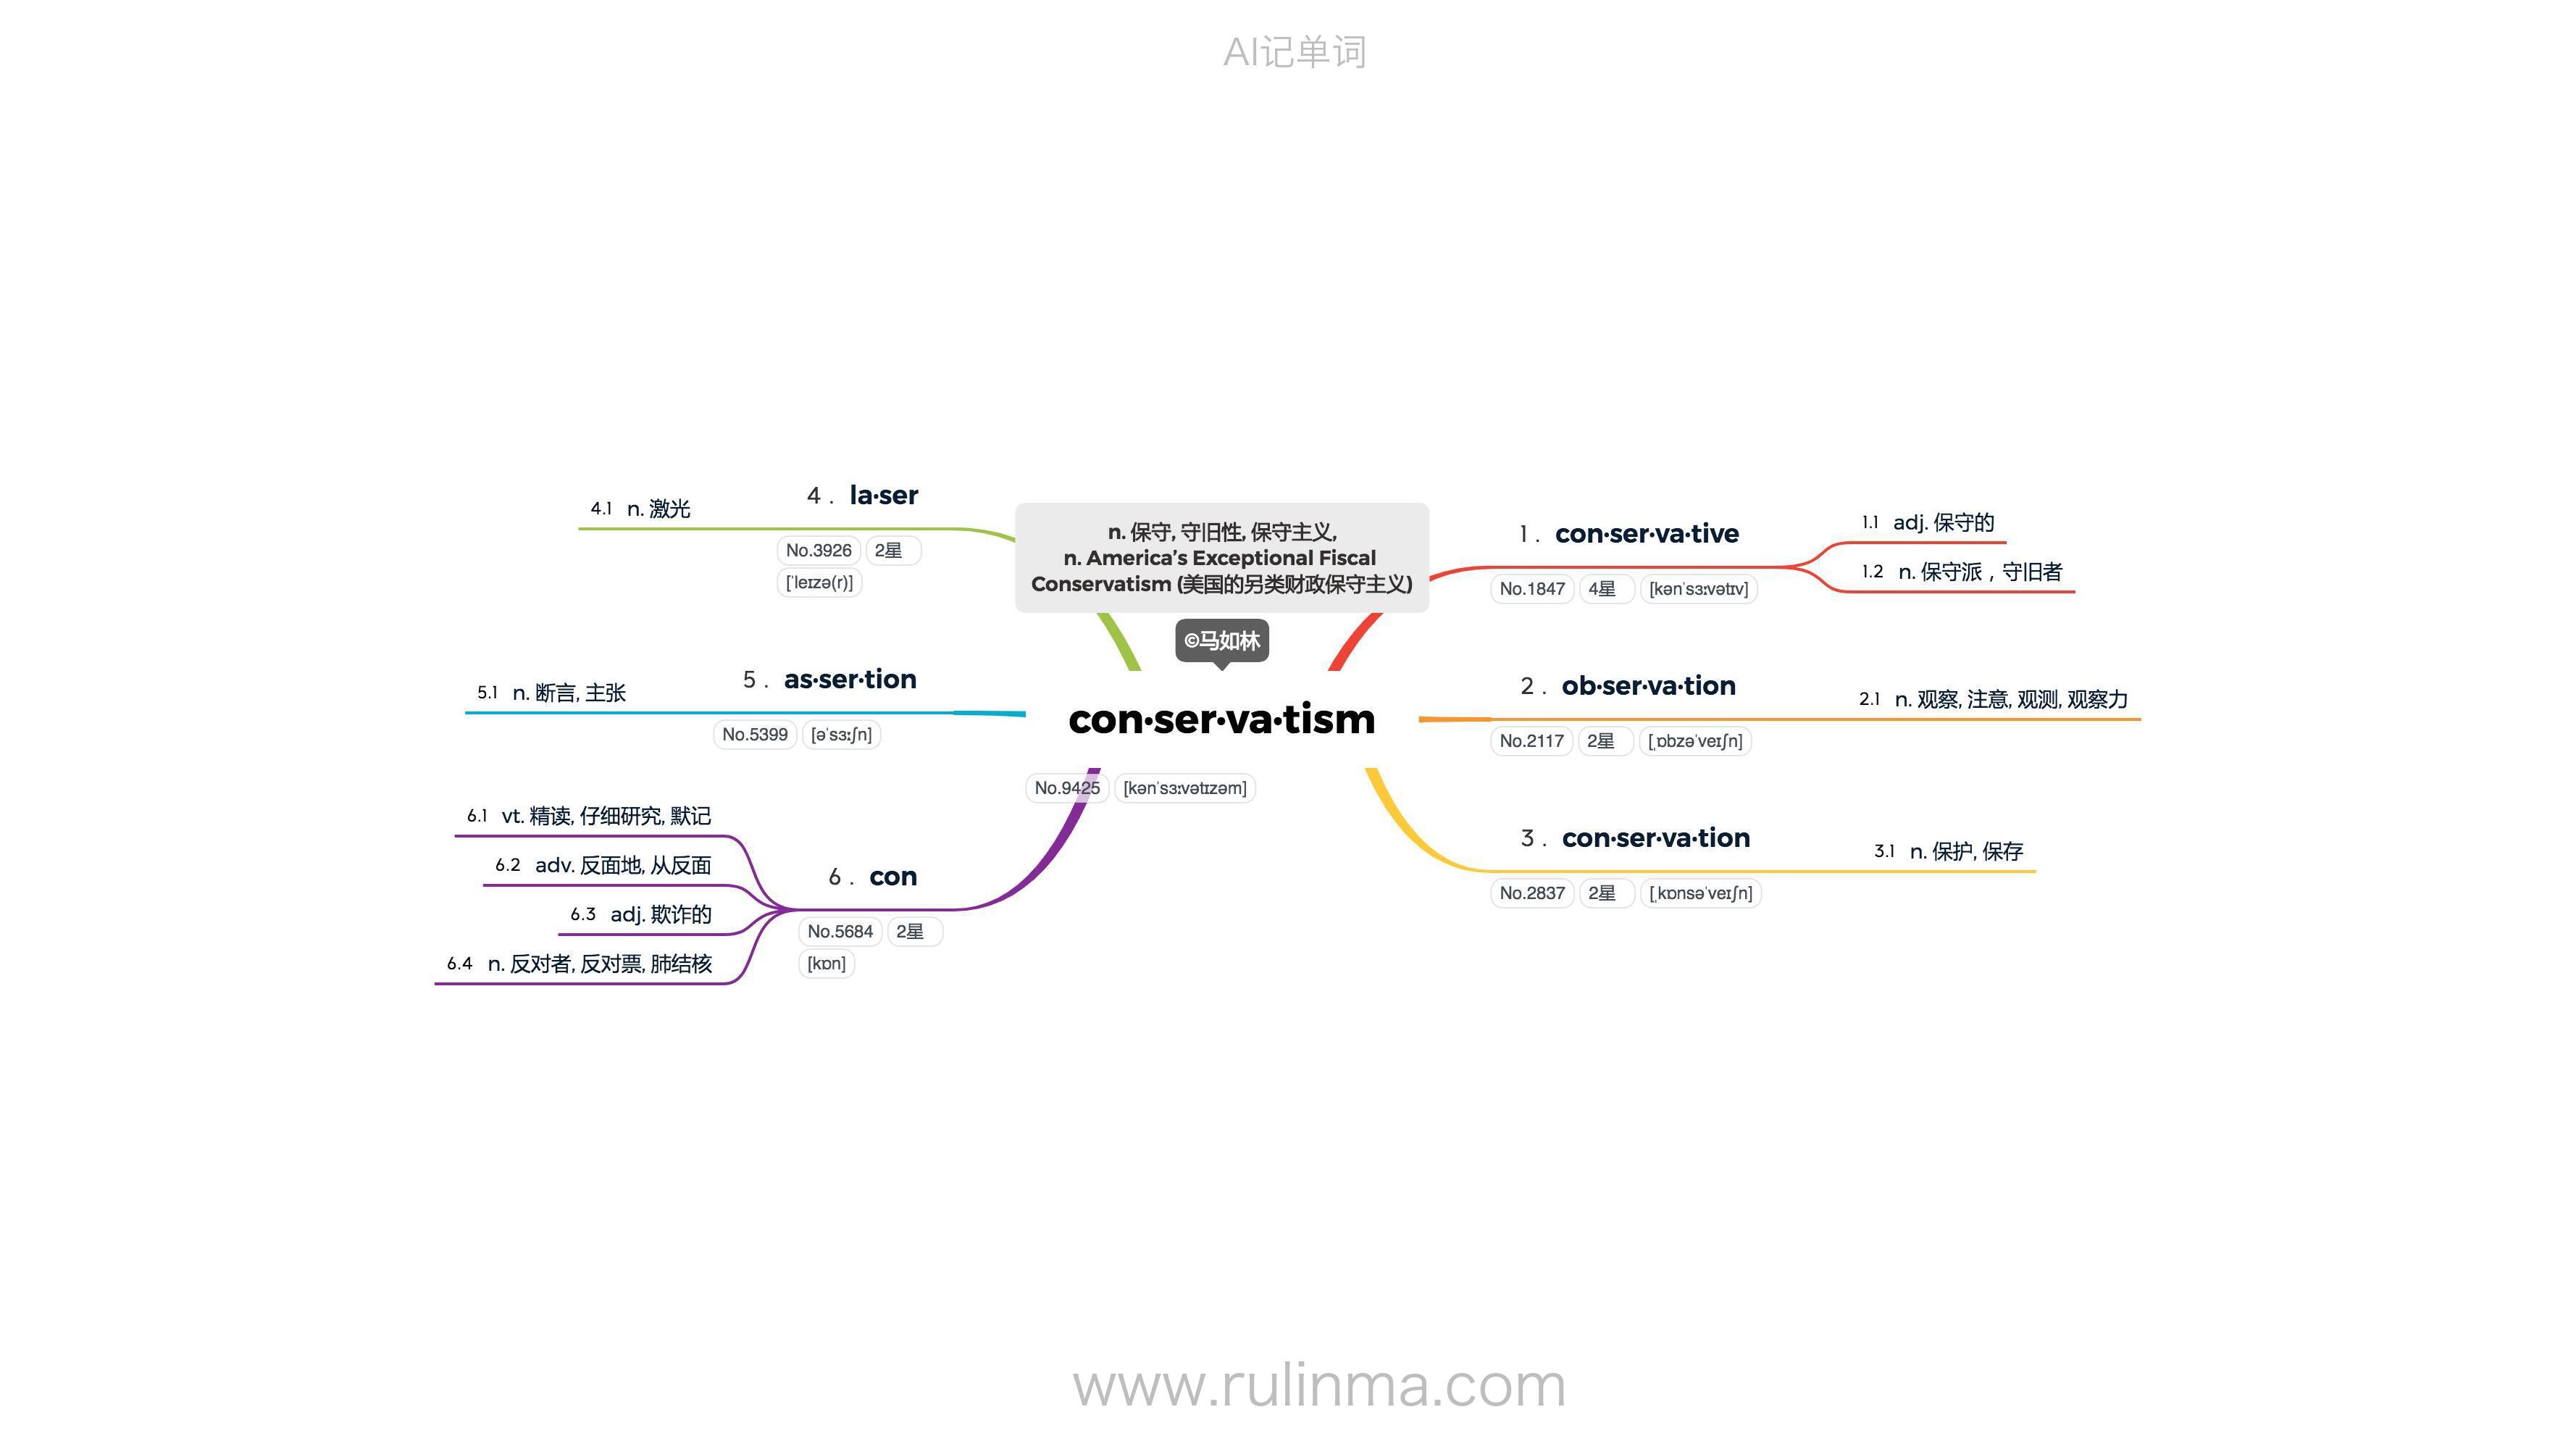 AI记单词
n. 保守, 守旧性, 保守主义,
n. America’s Exceptional Fiscal
Conservatism (美国的另类财政保守主义)
©马如林
con·ser·va·tism
No.9425 [kənˈsɜːvətɪzəm]
1 . con·ser·va·tive
No.1847 4星 [kənˈsɜːvətɪv]
1.1 adj. 保守的
1.2 n. 保守派，守旧者
2 . ob·ser·va·tion
No.2117 2星 [ˌɒbzəˈveɪʃn]
2.1 n. 观察, 注意, 观测, 观察力
3 . con·ser·va·tion
No.2837 2星 [ˌkɒnsəˈveɪʃn]
3.1 n. 保护, 保存
4 . la·ser
No.3926 2星
[ˈleɪzə(r)]
4.1 n. 激光
5 . as·ser·tion
No.5399 [əˈsɜːʃn]
5.1 n. 断言, 主张
6 . con
No.5684 2星
[kɒn]
6.1 vt. 精读, 仔细研究, 默记
6.2 adv. 反面地, 从反面
6.3 adj. 欺诈的
6.4 n. 反对者, 反对票, 肺结核
www.rulinma.com